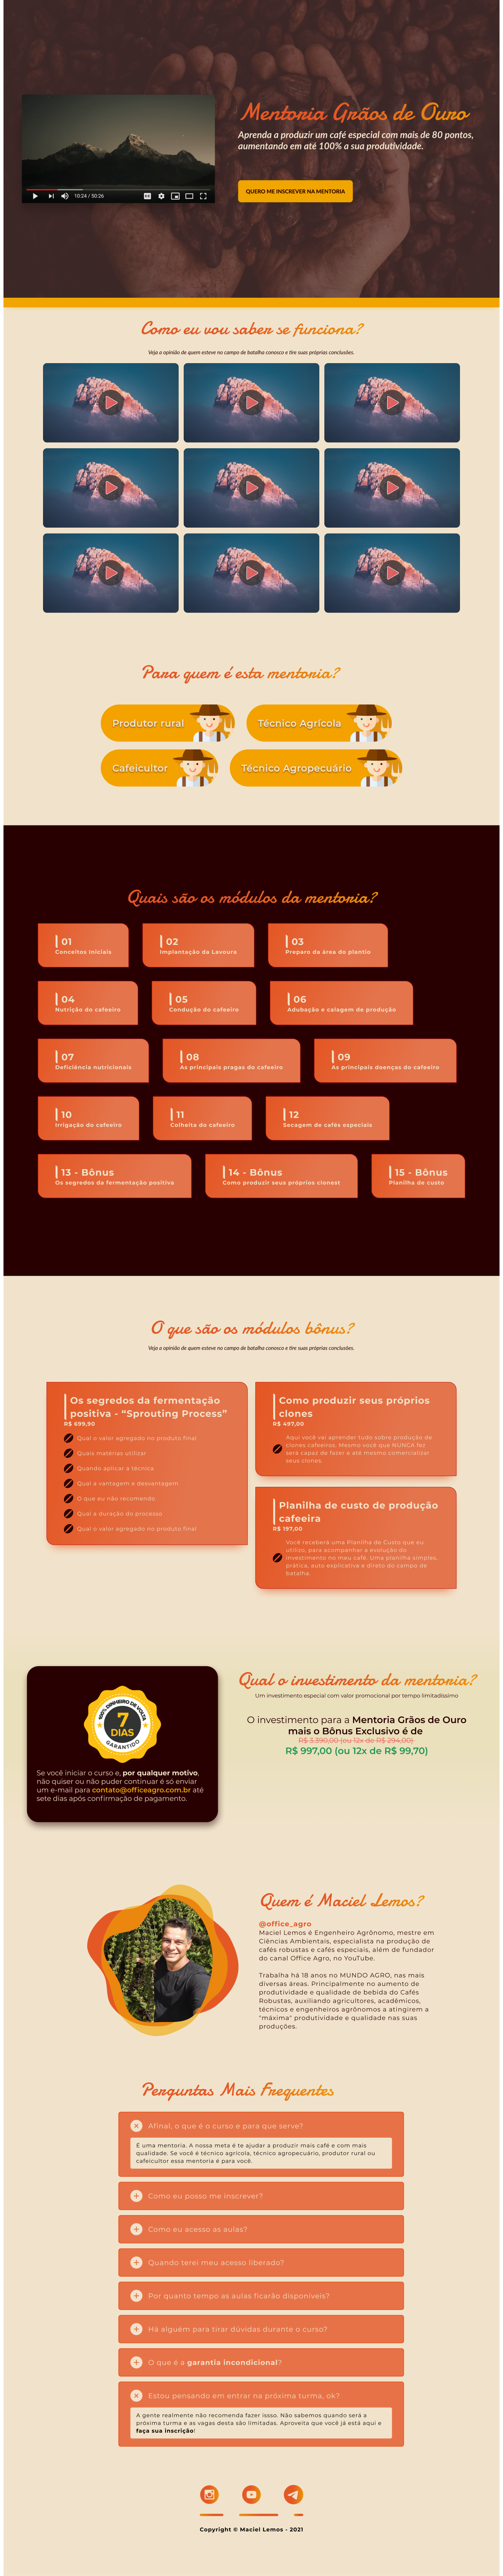 Mentoria Grãos de Ouro
Aprenda a produzir um café especial com mais de 80 pontos,
aumentando em até 100% a sua produtividade.
10:24 / 50:26
QUERO ME INSCREVER NA MENTORIA
Como eu vou saber se funciona?
Veja a opinião de quem esteve no campo de batalha conosco e tire suas próprias conclusões.
Para quem é esta mentoria?
Produtor rural
Técnico Agrícola
Cafeicultor
Técnico Agropecuário
Quais são os módulos da mentoria?
01
Conceitos Iniciais
02
Implantação da Lavoura
03
Preparo da área do plantio
04
Nutrição do cafeeiro
05
Condução do cafeeiro
06
Adubação e calagem de produção
07
Deficiência nutricionais
08
As principais pragas do cafeeiro
09
As principais doenças do cafeeiro
10
Irrigação do cafeeiro
11
Colheita do cafeeiro
12
Secagem de cafés especiais
13 - Bônus
Os segredos da fermentação positiva
14 - Bônus
Como produzir seus próprios clonest
15 - Bônus
Planilha de custo
O que são os módulos bônus?
Veja a opinião de quem esteve no campo de batalha conosco e tire suas próprias conclusões.
Os segredos da fermentação
positiva - “Sprouting Process”
R$ 699,90
Qual o valor agregado no produto final
Quais matérias utilizar
Quando aplicar a técnica
Qual a vantagem e desvantagem
O que eu não recomendo
Qual a duração do processo
Qual o valor agregado no produto final
Como produzir seus próprios
clones
R$ 497,00
Aqui você vai aprender tudo sobre produção de
clones cafeeiros. Mesmo você que NUNCA fez
será capaz de fazer e até mesmo comercializar
seus clones.
Planilha de custo de produção
cafeeira
R$ 197,00
Você receberá uma Planilha de Custo que eu
utilizo, para acompanhar a evolução do
investimento no meu café. Uma planilha simples,
prática, auto explicativa e direto do campo de
batalha.
100% DINHEIRO DE VOLTA
7
DIAS
GARANTIDO
Se você iniciar o curso e, por qualquer motivo,
não quiser ou não puder continuar é só enviar
um e-mail para contato@officeagro.com.br até
sete dias após confirmação de pagamento.
Qual o investimento da mentoria?
Um investimento especial com valor promocional por tempo limitadíssimo
O investimento para a Mentoria Grãos de Ouro
mais o Bônus Exclusivo é de
R$ 3.390,00 (ou 12x de R$ 294,00)
R$ 997,00 (ou 12x de R$ 99,70)
Quem é Maciel Lemos?
@office_agro
Maciel Lemos é Engenheiro Agrônomo, mestre em
Ciências Ambientais, especialista na produção de
cafés robustas e cafés especiais, além de fundador
do canal Office Agro, no YouTube.
Trabalha há 18 anos no MUNDO AGRO, nas mais
diversas áreas. Principalmente no aumento de
produtividade e qualidade de bebida do Cafés
Robustas, auxiliando agricultores, acadêmicos,
técnicos e engenheiros agrônomos a atingirem a
"máxima" produtividade e qualidade nas suas
produções.
Perguntas Mais Frequentes
Afinal, o que é o curso e para que serve?
É uma mentoria. A nossa meta é te ajudar a produzir mais café e com mais
qualidade. Se você é técnico agrícola, técnico agropecuário, produtor rural ou
cafeicultor essa mentoria é para você.
Como eu posso me inscrever?
Como eu acesso as aulas?
Quando terei meu acesso liberado?
Por quanto tempo as aulas ficarão disponíveis?
Há alguém para tirar dúvidas durante o curso?
O que é a garantia incondicional?
Estou pensando em entrar na próxima turma, ok?
A gente realmente não recomenda fazer issso. Não sabemos quando será a
próxima turma e as vagas desta são limitadas. Aproveita que você já está aqui e
faça sua inscrição!
Copyright © Maciel Lemos - 2021